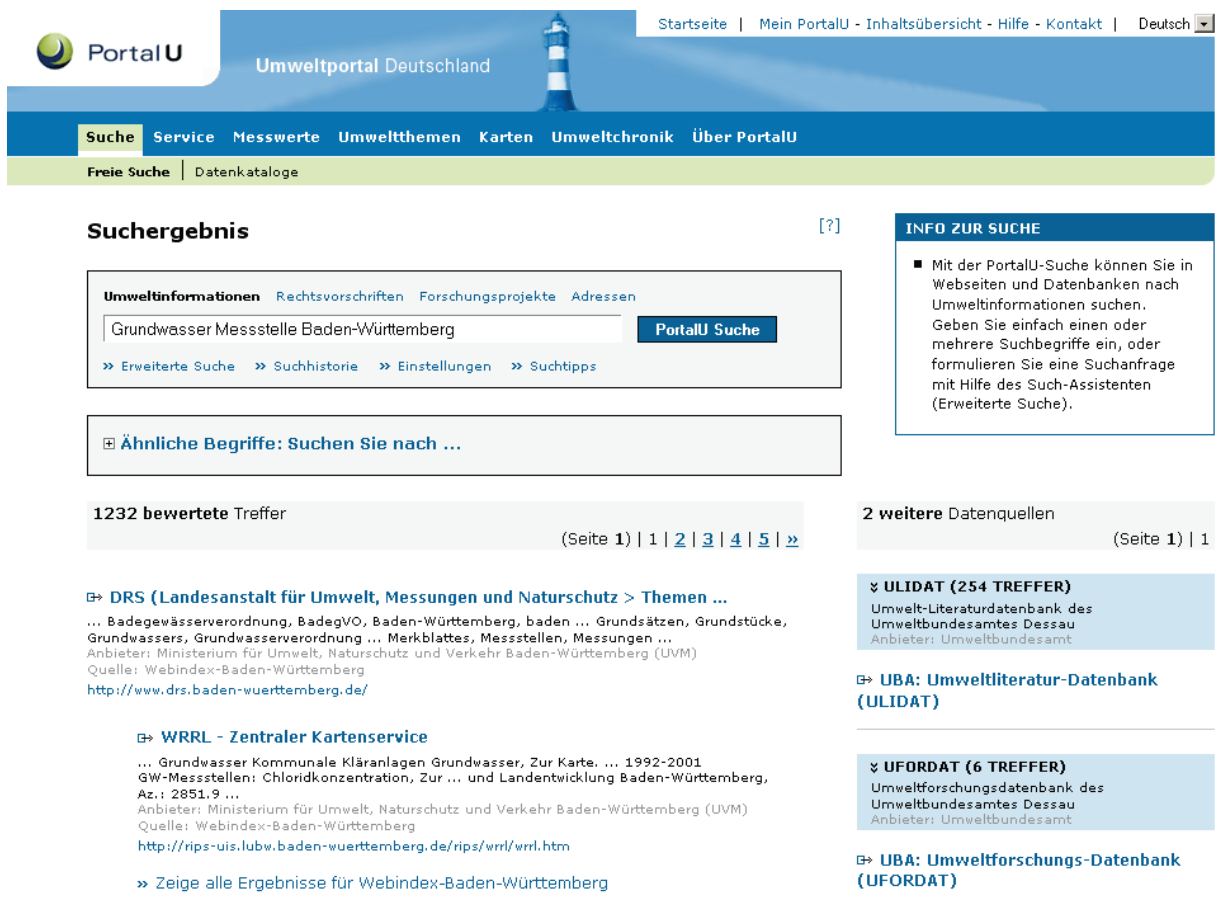 Startseite | Mein PortalU - Inhaltsübersicht - Hilfe - Kontakt | Deutsch
PortalU
Umweltportal Deutschland
Suche Service Messwerte Umweltthemen Karten Umweltchronik Über PortalU
Freie Suche | Datenkataloge
Suchergebnis
[?]
Umweltinformationen Rechtsvorschriften Forschungsprojekte Adressen
Grundwasser Messstelle Baden-Württemberg
PortalU Suche
» Erweiterte Suche » Suchhistorie » Einstellungen » Suchtipps
Ähnliche Begriffe: Suchen Sie nach ...
INFO ZUR SUCHE
Mit der PortalU-Suche können Sie in
Webseiten und Datenbanken nach
Umweltinformationen suchen.
Geben Sie einfach einen oder
mehrere Suchbegriffe ein, oder
formulieren Sie eine Suchanfrage
mit Hilfe des Such-Assistenten
(Erweiterte Suche).
1232 bewertete Treffer
(Seite 1) | 1 | 2 | 3 | 4 | 5 | »
DRS (Landesanstalt für Umwelt, Messungen und Naturschutz > Themen ...
... Badegewässerverordnung, BadegVO, Baden-Württemberg, baden ... Grundsätzen, Grundstücke,
Grundwassers, Grundwasserverordnung ... Merkblattes, Messstellen, Messungen ...
Anbieter: Ministerium für Umwelt, Naturschutz und Verkehr Baden-Württemberg (UVM)
Quelle: Webindex-Baden-Württemberg
http://www.drs.baden-wuerttemberg.de/
WRRL - Zentraler Kartenservice
... Grundwasser Kommunale Kläranlagen Grundwasser, Zur Karte. ... 1992-2001
GW-Messstellen: Chloridkonzentration, Zur ... und Landentwicklung Baden-Württemberg,
Az.: 2851.9 ...
Anbieter: Ministerium für Umwelt, Naturschutz und Verkehr Baden-Württemberg (UVM)
Quelle: Webindex-Baden-Württemberg
http://rips-uis.lubw.baden-wuerttemberg.de/rips/wrrl/wrrl.htm
» Zeige alle Ergebnisse für Webindex-Baden-Württemberg
2 weitere Datenquellen
(Seite 1) | 1
ULIDAT (254 TREFFER)
Umwelt-Literaturdatenbank des
Umweltbundesamtes Dessau
Anbieter: Umweltbundesamt
UBA: Umweltliteratur-Datenbank
(ULIDAT)
UFORDAT (6 TREFFER)
Umweltforschungsdatenbank des
Umweltbundesamtes Dessau
Anbieter: Umweltbundesamt
UBA: Umweltforschungs-Datenbank
(UFORDAT)